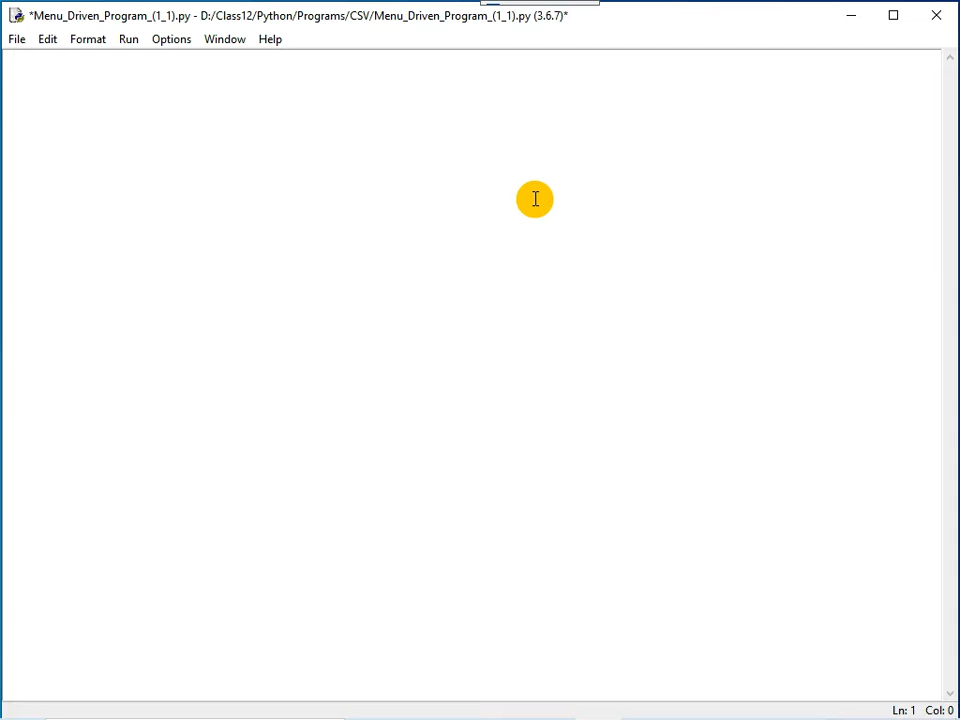 *Menu_Driven_Program_(1_1).py - D:/Class12/Python/Programs/CSV/Menu_Driven_Program_(1_1).py (3.6.7)*
File Edit Format Run Options Window Help
Ln: 1 Col: 0